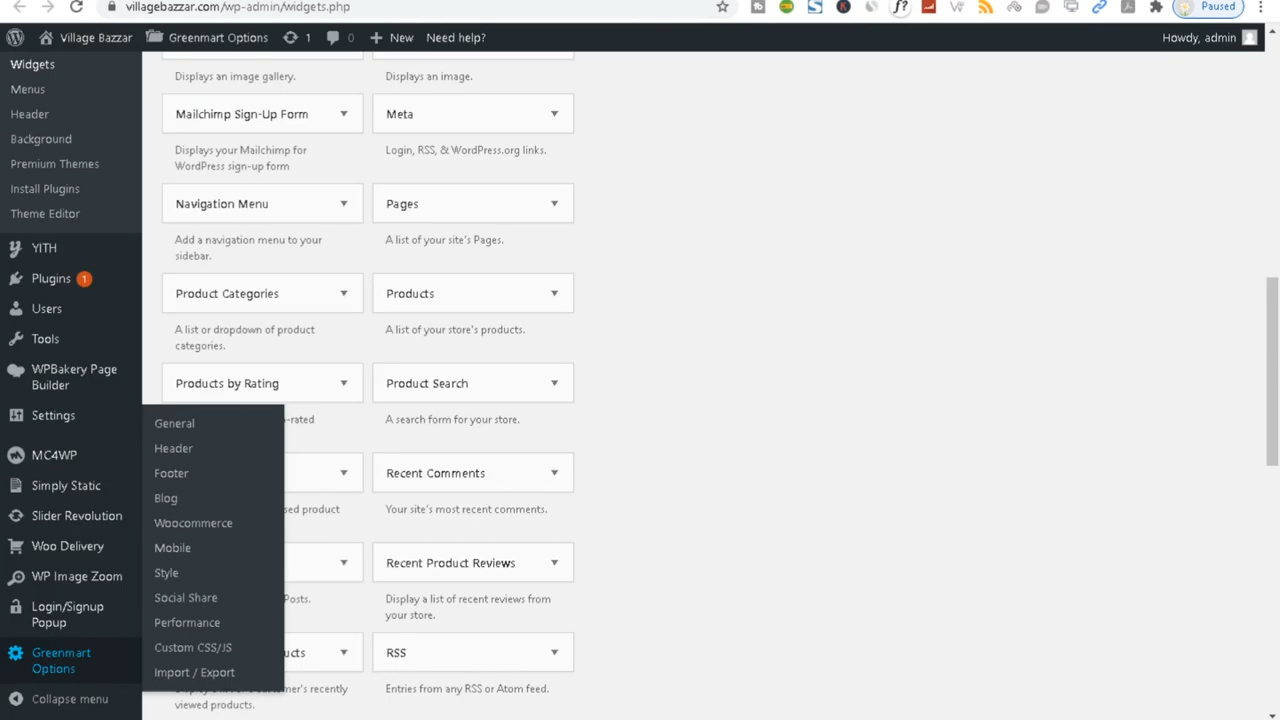 villagebazzar.com/wp-admin/widgets.php
Paused
Village Bazzar
Greenmart Options
1
0
New
Need help?
Howdy, admin
Widgets
Menus
Header
Background
Premium Themes
Install Plugins
Theme Editor
YITH
Plugins 1
Users
Tools
WPBakery Page
Builder
Settings
MC4WP
Simply Static
Slider Revolution
Woo Delivery
WP Image Zoom
Login/Signup
Popup
Greenmart
Options
Collapse menu
General
Header
Footer
Blog
Woocommerce
Mobile
Style
Social Share
Performance
Custom CSS/JS
Import / Export
Displays an image gallery.
Displays an image.
Mailchimp Sign-Up Form
Meta
Displays your Mailchimp for
WordPress sign-up form
Login, RSS, & WordPress.org links.
Navigation Menu
Pages
Add a navigation menu to your
sidebar.
A list of your site's Pages.
Product Categories
Products
A list or dropdown of product
categories.
A list of your store's products.
Products by Rating
Product Search
-rated
A search form for your store.
Recent Comments
sed product
Your site's most recent comments.
Recent Product Reviews
Posts.
Display a list of recent reviews from
your store.
ucts
RSS
customer's recently
viewed products.
Entries from any RSS or Atom feed.